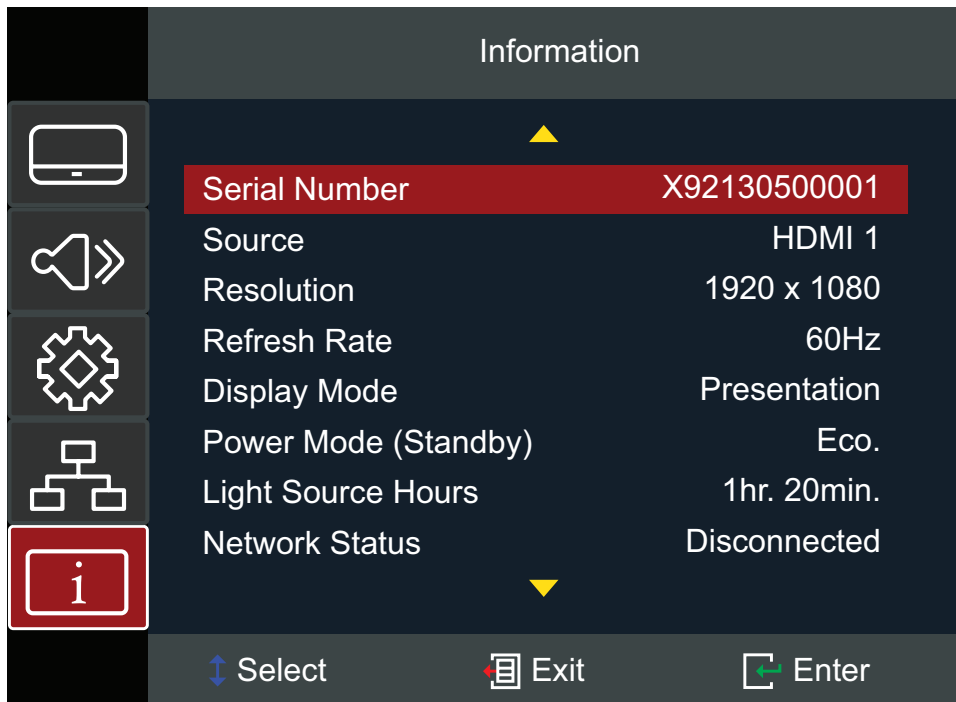 Information
Serial Number X92130500001
Source HDMI 1
Resolution 1920 x 1080
Refresh Rate 60Hz
Display Mode Presentation
Power Mode (Standby) Eco.
Light Source Hours 1hr. 20min.
Network Status Disconnected
i
Select Exit Enter